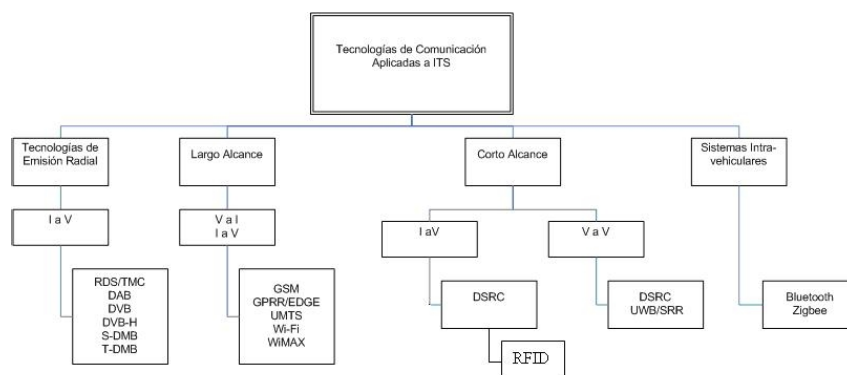 Tecnologías de Comunicación
Aplicadas a ITS
Tecnologías de
Emisión Radial
Largo Alcance
Corto Alcance
Sistemas Intra-
vehiculares
I a V
V a I
I a V
I aV
V a V
RDS/TMC
DAB
DVB
DVB-H
S-DMB
T-DMB
GSM
GPRR/EDGE
UMTS
Wi-Fi
WiMAX
DSRC
DSRC
UWB/SRR
Bluetooth
Zigbee
RFID